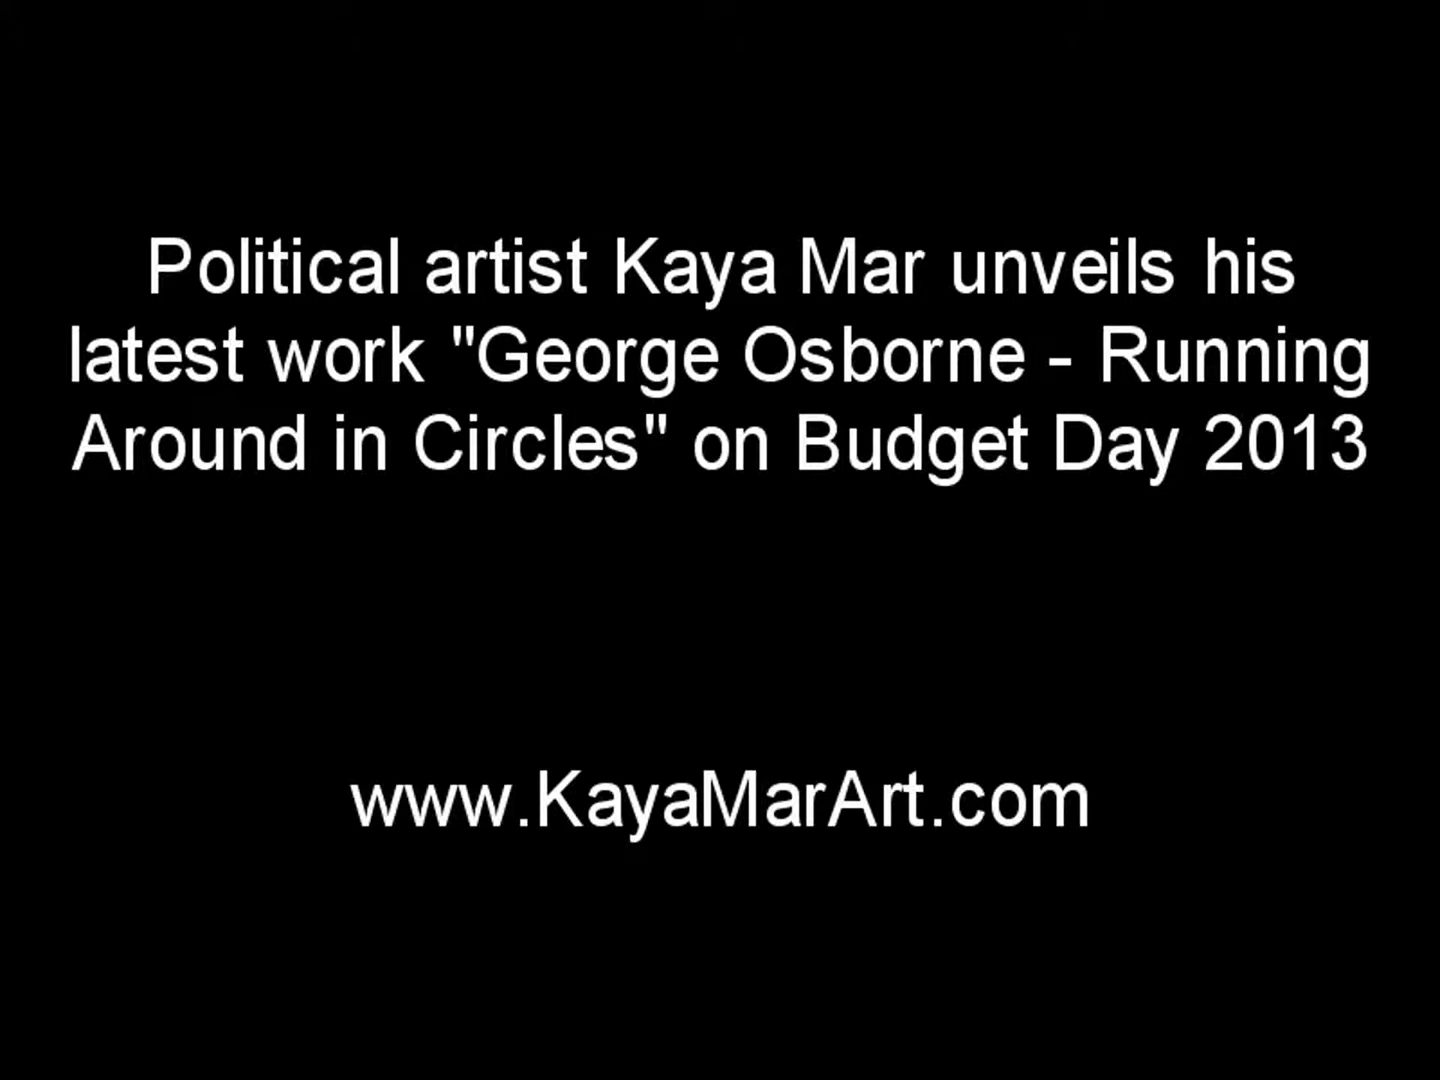 Political artist Kaya Mar unveils his
latest work "George Osborne - Running
Around in Circles" on Budget Day 2013
www.KayaMarArt.com